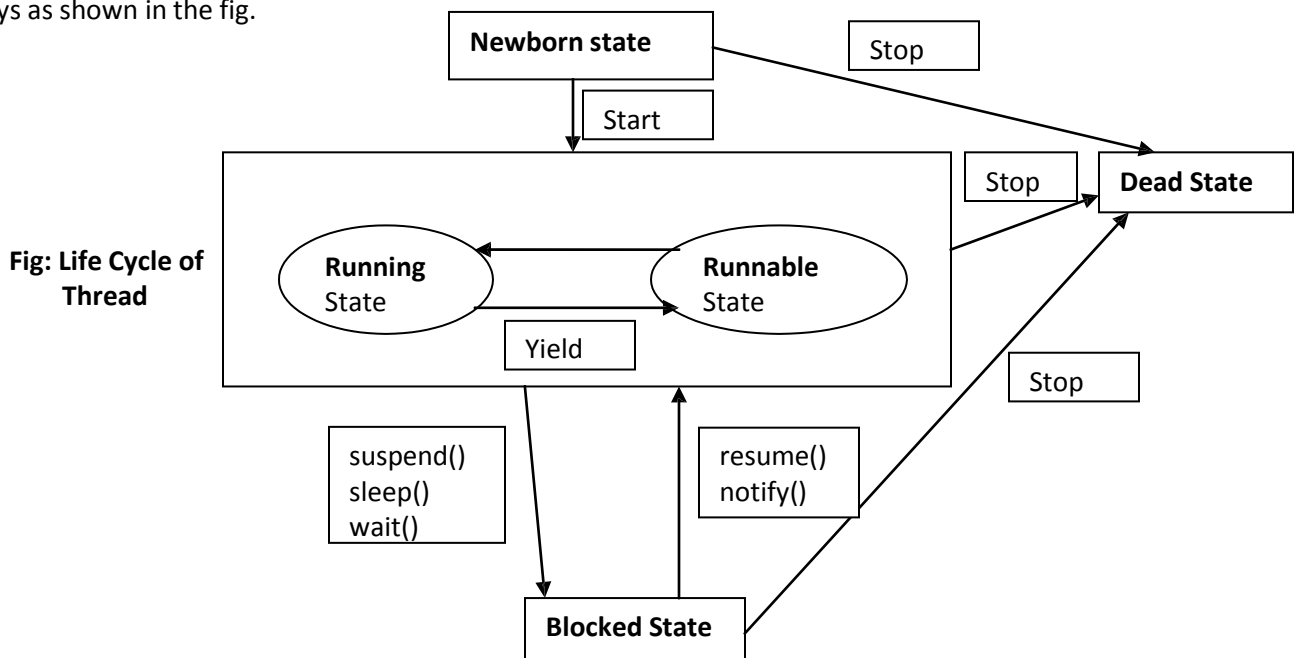 ys as shown in the fig.
Newborn state
Stop
Start
Stop
Dead State
Fig: Life Cycle of
Thread
Running
State
Runnable
State
Yield
Stop
suspend()
sleep()
wait()
resume()
notify()
Blocked State